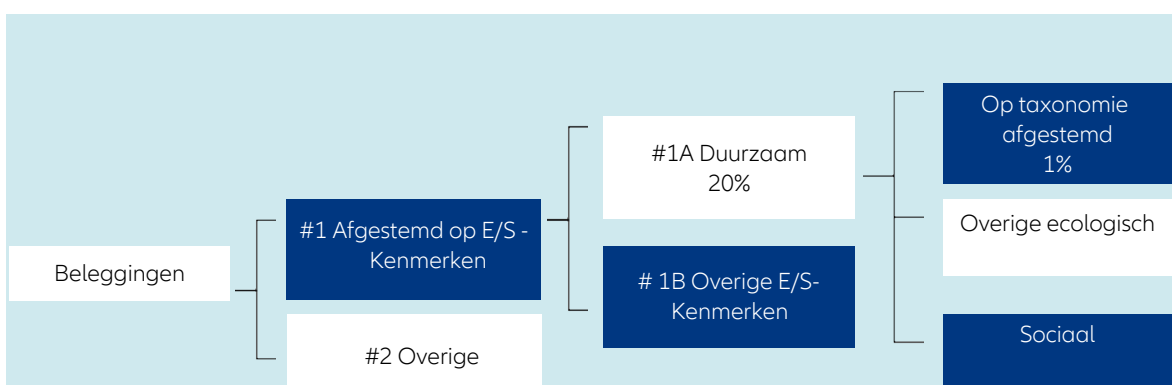 Beleggingen
#1 Afgestemd op E/S -
Kenmerken
#2 Overige
#1A Duurzaam
20%
# 1B Overige E/S-
Kenmerken
Op taxonomie
afgestemd
1%
Overige ecologisch
Sociaal